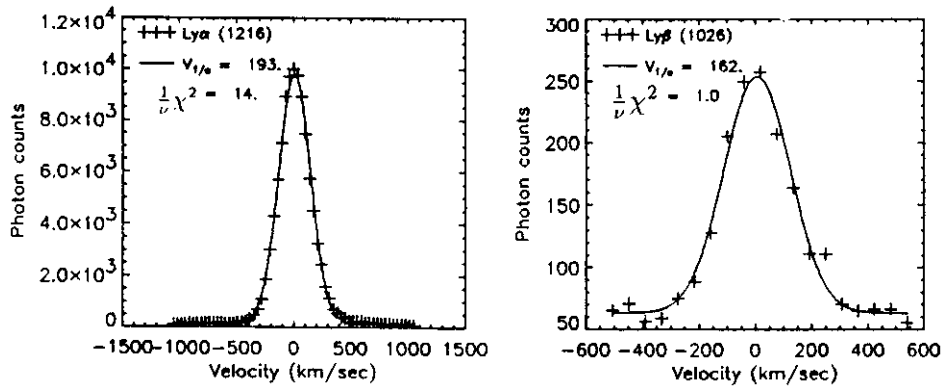 1.2×10⁴
1.0×10⁴
8.0×10³
6.0×10³
4.0×10³
2.0×10³
0
Photon counts
Lyα (1216)
V₁/ₑ = 193.
1/ν χ² = 14.
−1500 −1000 −500 0 500 1000 1500
Velocity (km/sec)
300
250
200
150
100
50
Photon counts
Lyβ (1026)
V₁/ₑ = 162.
1/ν χ² = 1.0
−600 −400 −200 0 200 400 600
Velocity (km/sec)